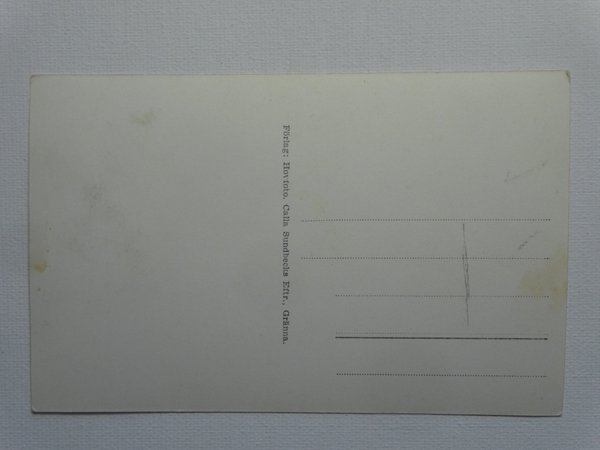 Förlag: Hovfoto. Calla Sundbecks Eftr., Gränna.